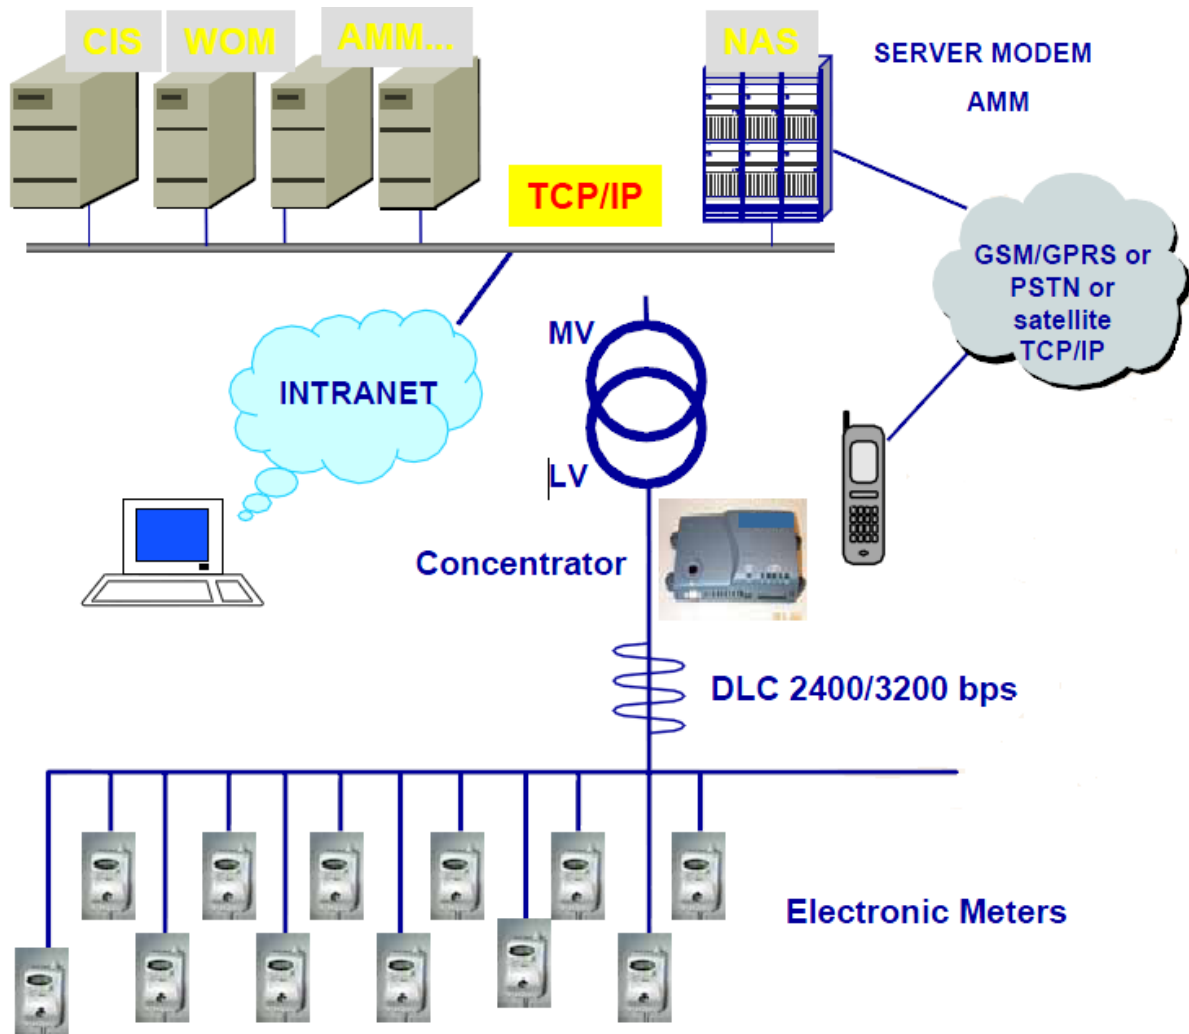 CIS
WOM
AMM...
NAS
SERVER MODEM
AMM
TCP/IP
GSM/GPRS or
PSTN or
satellite
TCP/IP
MV
INTRANET
LV
Concentrator
DLC 2400/3200 bps
Electronic Meters